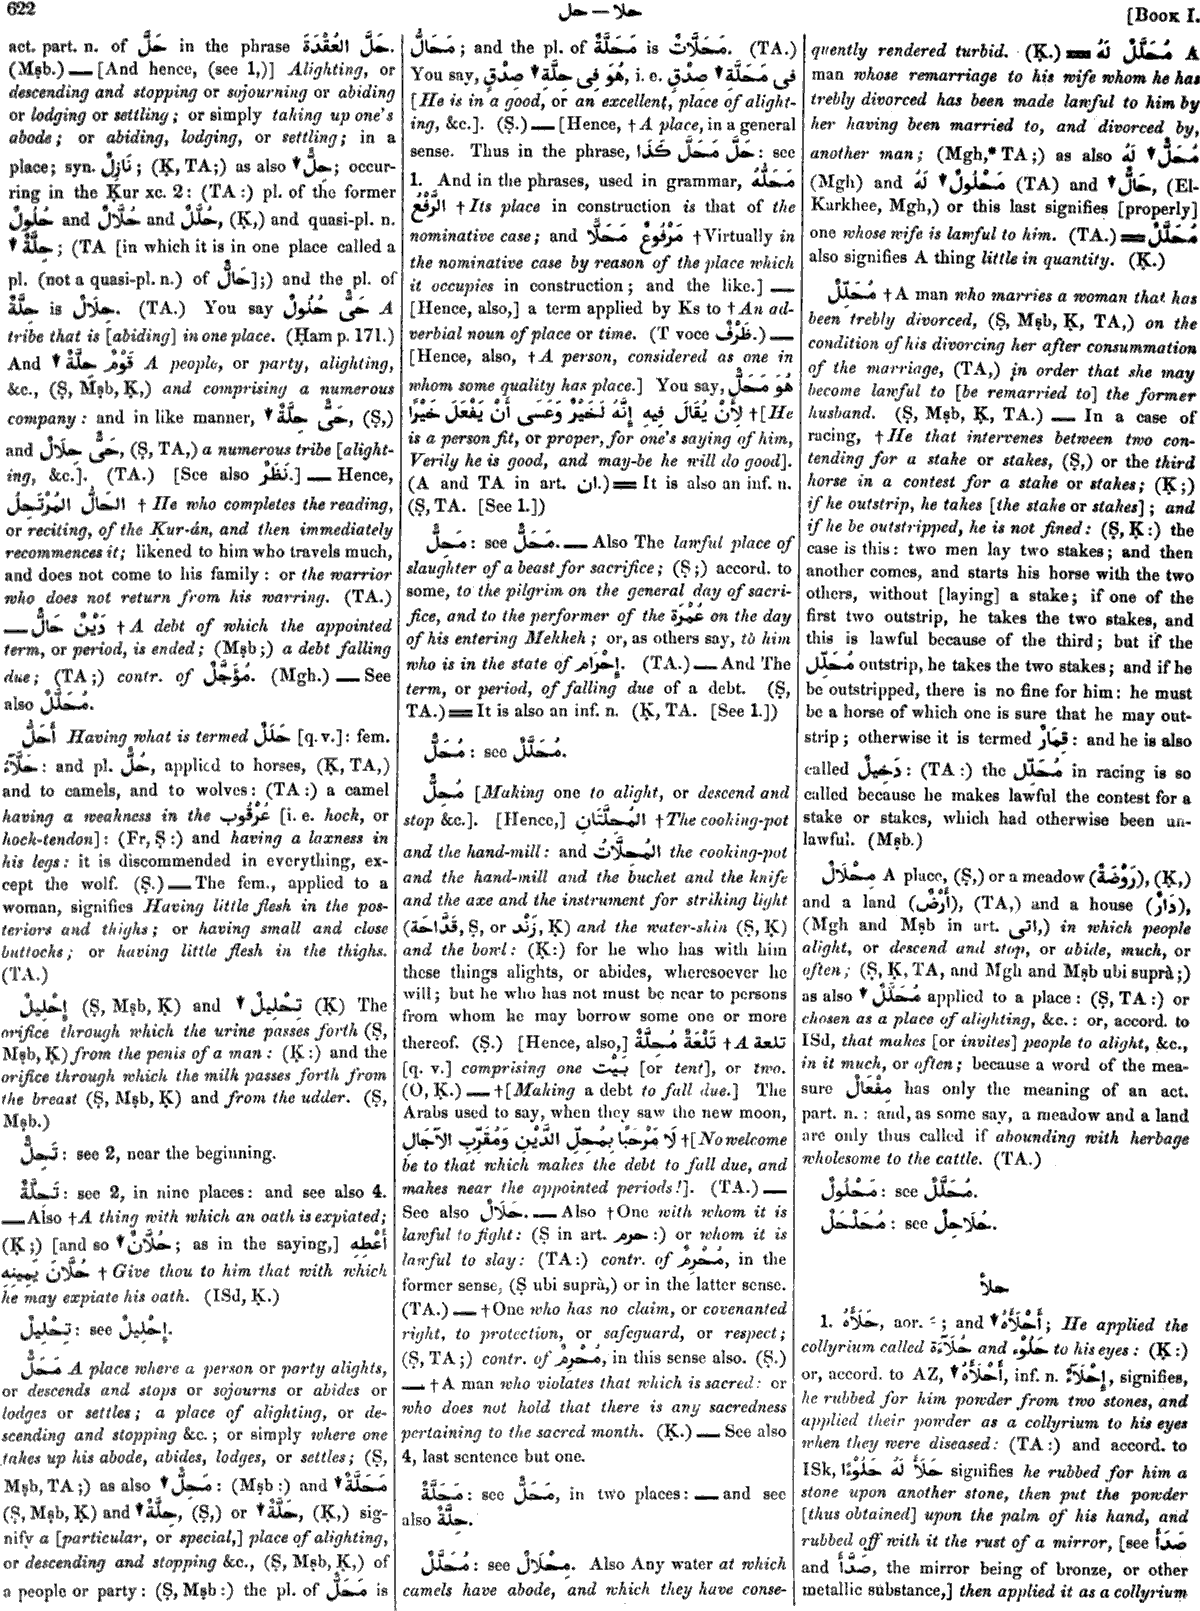 622
حلا — حل
[BOOK I.
act. part. n. of حَلَّ in the phrase حَلَّ العُقْدَةَ.
(Mṣb.) — [And hence, (see 1,)] Alighting, or
descending and stopping or sojourning or abiding
or lodging or settling; or simply taking up one's
abode; or abiding, lodging, or settling; in a
place; syn. نَازِلٌ; (Ḳ, TA;) as also ▼ حِلٌّ; occur-
ring in the Ḳur xc. 2: (TA:) pl. of the former
حُلُولٌ and حُلَّالٌ and حُلَّلٌ, (Ḳ,) and quasi-pl. n.
▼ حِلَّةٌ; (TA [in which it is in one place called a
pl. (not a quasi-pl. n.) of حَالٌّ];) and the pl. of
حِلَّةٌ is حِلَالٌ. (TA.) You say حَىٌّ حُلُولٌ A
tribe that is [abiding] in one place. (Ḥam p. 171.)
And ▼ قَوْمٌ حِلَّةٌ A people, or party, alighting,
&c., (Ṣ, Mṣb, Ḳ,) and comprising a numerous
company: and in like manner, ▼ حَىٌّ حِلَّةٌ, (Ṣ,)
and حَىٌّ حِلَالٌ, (Ṣ, TA,) a numerous tribe [alight-
ing, &c.]. (TA.) [See also نَظَرٌ.] — Hence,
الحَالُّ المُرْتَحِلُ † He who completes the reading,
or reciting, of the Ḳur-án, and then immediately
recommences it; likened to him who travels much,
and does not come to his family: or the warrior
who does not return from his warring. (TA.)
— دَيْنٌ حَالٌّ † A debt of which the appointed
term, or period, is ended; (Mṣb;) a debt falling
due; (TA;) contr. of مُؤَجَّلٌ. (Mgh.) — See
also مُحَلَّلٌ.
أَحَلُّ Having what is termed حَلَلٌ [q. v.]: fem.
حَلَّآءُ: and pl. حُلٌّ, applied to horses, (Ḳ, TA,)
and to camels, and to wolves: (TA:) a camel
having a weakness in the عُرْقُوب [i. e. hock, or
hock-tendon]: (Fr, Ṣ:) and having a laxness in
his legs: it is discommended in everything, ex-
cept the wolf. (Ṣ.) — The fem., applied to a
woman, signifies Having little flesh in the pos-
teriors and thighs; or having small and close
buttocks; or having little flesh in the thighs.
(TA.)
إِحْلِيلٌ (Ṣ, Mṣb, Ḳ) and ▼ تِحْلِيلٌ (Ḳ) The
orifice through which the urine passes forth (Ṣ,
Mṣb, Ḳ) from the penis of a man: (Ḳ:) and the
orifice through which the milk passes forth from
the breast (Ṣ, Mṣb, Ḳ) and from the udder. (Ṣ,
Mṣb.)
تَحِلٌّ: see 2, near the beginning.
تَحِلَّةٌ: see 2, in nine places: and see also 4.
— Also † A thing with which an oath is expiated;
(Ḳ;) [and so ▼ حُلَّانٌ; as in the saying,] أَعْطِهِ
حُلَّانَ يَمِينِهِ † Give thou to him that with which
he may expiate his oath. (ISd, Ḳ.)
تِحْلِيلٌ: see إِحْلِيلٌ.
مَحَلٌّ A place where a person or party alights,
or descends and stops or sojourns or abides or
lodges or settles; a place of alighting, or de-
scending and stopping &c.; or simply where one
takes up his abode, abides, lodges, or settles; (Ṣ,
Mṣb, TA;) as also ▼ مَحِلٌّ: (Mṣb:) and ▼ مَحَلَّةٌ
(Ṣ, Mṣb, Ḳ) and ▼ حِلَّةٌ, (Ṣ,) or ▼ حَلَّةٌ, (Ḳ,) sig-
nify a [particular, or special,] place of alighting,
or descending and stopping &c., (Ṣ, Mṣb, Ḳ,) of
a people or party: (Ṣ, Mṣb:) the pl. of مَحَلٌّ is
مَحَالُّ; and the pl. of مَحَلَّةٌ is مَحَلَّاتٌ. (TA.)
You say, هُوَ فِى حِلَّةِ ▼ صِدْقٍ, i. e. فِى مَحَلَّةِ ▼ صِدْقٍ
[He is in a good, or an excellent, place of alight-
ing, &c.]. (Ṣ.) — [Hence, † A place, in a general
sense. Thus in the phrase, حَلَّ مَحَلَّ كَذَا: see
1. And in the phrases, used in grammar, مَحَلُّهُ
الرَّفْعُ † Its place in construction is that of the
nominative case; and مَرْفُوعٌ مَحَلًّا † Virtually in
the nominative case by reason of the place which
it occupies in construction; and the like.] —
[Hence, also,] a term applied by Ks to † An ad-
verbial noun of place or time. (T voce ظَرْفٌ.) —
[Hence, also, † A person, considered as one in
whom some quality has place.] You say, هُوَ مَحَلٌّ
لِأَنْ يُقَالَ فِيهِ إِنَّهُ لَخَيْرٌ وَعَسَى أَنْ يَفْعَلَ خَيْرًا † [He
is a person fit, or proper, for one's saying of him,
Verily he is good, and may-be he will do good].
(A and TA in art. ان.) = It is also an inf. n.
(Ṣ, TA. [See 1.])
مَحِلٌّ: see مَحَلٌّ. — Also The lawful place of
slaughter of a beast for sacrifice; (Ṣ;) accord. to
some, to the pilgrim on the general day of sacri-
fice, and to the performer of the عُمْرَة on the day
of his entering Mekkeh; or, as others say, to him
who is in the state of إِحْرَام. (TA.) — And The
term, or period, of falling due of a debt. (Ṣ,
TA.) = It is also an inf. n. (Ḳ, TA. [See 1.])
مُحَلٌّ: see مُحَلَّلٌ.
مُحِلٌّ [Making one to alight, or descend and
stop &c.]. [Hence,] المُحِلَّتَانِ † The cooking-pot
and the hand-mill: and المُحِلَّاتُ the cooking-pot
and the hand-mill and the bucket and the knife
and the axe and the instrument for striking light
(قَدَّاحَة, Ṣ, or زَنْد, Ḳ) and the water-skin (Ṣ, Ḳ)
and the bowl: (Ḳ:) for he who has with him
these things alights, or abides, wheresoever he
will; but he who has not must be near to persons
from whom he may borrow some one or more
thereof. (Ṣ.) [Hence, also,] تَلْعَةٌ مُحِلَّةٌ † A تلعة
[q. v.] comprising one بَيْت [or tent], or two.
(O, Ḳ.) — † [Making a debt to fall due.] The
Arabs used to say, when they saw the new moon,
لَا مَرْحَبًا بِمُحِلِّ الدَّيْنِ وَمُقَرِّبِ الآجَالِ † [No welcome
be to that which makes the debt to fall due, and
makes near the appointed periods!]. (TA.) —
See also حَلَالٌ. — Also † One with whom it is
lawful to fight: (Ṣ in art. حرم:) or whom it is
lawful to slay: (TA:) contr. of مُحْرِمٌ, in the
former sense, (Ṣ ubi suprà,) or in the latter sense.
(TA.) — † One who has no claim, or covenanted
right, to protection, or safeguard, or respect;
(Ṣ, TA;) contr. of مُحْرِمٌ, in this sense also. (Ṣ.)
— † A man who violates that which is sacred: or
who does not hold that there is any sacredness
pertaining to the sacred month. (Ḳ.) — See also
4, last sentence but one.
مَحَلَّةٌ: see مَحَلٌّ, in two places: — and see
also حِلَّةٌ.
مُحَلَّلٌ: see مِحْلَالٌ. Also Any water at which
camels have abode, and which they have conse-
quently rendered turbid. (Ḳ.) = مُحَلَّلٌ لَهُ A
man whose remarriage to his wife whom he has
trebly divorced has been made lawful to him by
her having been married to, and divorced by,
another man; (Mgh,* TA;) as also ▼ مُحَلٌّ لَهُ
(Mgh) and ▼ مَحْلُولٌ لَهُ (TA) and ▼ حَالٌّ, (El-
Karkhee, Mgh,) or this last signifies [properly]
one whose wife is lawful to him. (TA.) = مُحَلَّلٌ
also signifies A thing little in quantity. (Ḳ.)
مُحَلِّلٌ † A man who marries a woman that has
been trebly divorced, (Ṣ, Mṣb, Ḳ, TA,) on the
condition of his divorcing her after consummation
of the marriage, (TA,) in order that she may
become lawful to [be remarried to] the former
husband. (Ṣ, Mṣb, Ḳ, TA.) — In a case of
racing, † He that intervenes between two con-
tending for a stake or stakes, (Ṣ,) or the third
horse in a contest for a stake or stakes; (Ḳ;)
if he outstrip, he takes [the stake or stakes]; and
if he be outstripped, he is not fined: (Ṣ, Ḳ:) the
case is this: two men lay two stakes; and then
another comes, and starts his horse with the two
others, without [laying] a stake; if one of the
first two outstrip, he takes the two stakes, and
this is lawful because of the third; but if the
مُحَلِّل outstrip, he takes the two stakes; and if he
be outstripped, there is no fine for him: he must
be a horse of which one is sure that he may out-
strip; otherwise it is termed قِمَارٌ: and he is also
called دَخِيلٌ: (TA:) the مُحَلِّل in racing is so
called because he makes lawful the contest for a
stake or stakes, which had otherwise been un-
lawful. (Mṣb.)
مِحْلَالٌ A place, (Ṣ,) or a meadow (رَوْضَةٌ), (Ḳ,)
and a land (أَرْضٌ), (TA,) and a house (دَارٌ),
(Mgh and Msb in art. اتى,) in which people
alight, or descend and stop, or abide, much, or
often; (Ṣ, Ḳ, TA, and Mgh and Mṣb ubi suprà;)
as also ▼ مُحَلَّلٌ applied to a place: (Ṣ, TA:) or
chosen as a place of alighting, &c.: or, accord. to
ISd, that makes [or invites] people to alight, &c.,
in it much, or often; because a word of the mea-
sure مِفْعَالٌ has only the meaning of an act.
part. n.: and, as some say, a meadow and a land
are only thus called if abounding with herbage
wholesome to the cattle. (TA.)
مَحْلُولٌ: see مُحَلَّلٌ.
مُحَلْحَلٌ: see حُلَاحِلٌ.
حلأ
1. حَلَأَهُ, aor. ـَ; and ▼ أَحْلَأَهُ; He applied the
collyrium called حُلَآءَة and حَلُوْء to his eyes: (Ḳ:)
or, accord. to AZ, ▼ أَحْلَأَهُ, inf. n. إِحْلَآءٌ, signifies,
he rubbed for him powder from two stones, and
applied their powder as a collyrium to his eyes
when they were diseased: (TA:) and accord. to
ISk, حَلَأَ لَهُ حَلُوْءًا signifies he rubbed for him a
stone upon another stone, then put the powder
[thus obtained] upon the palm of his hand, and
rubbed off with it the rust of a mirror, [see صَدَأَ
and صَدَّأَ, the mirror being of bronze, or other
metallic substance,] then applied it as a collyrium